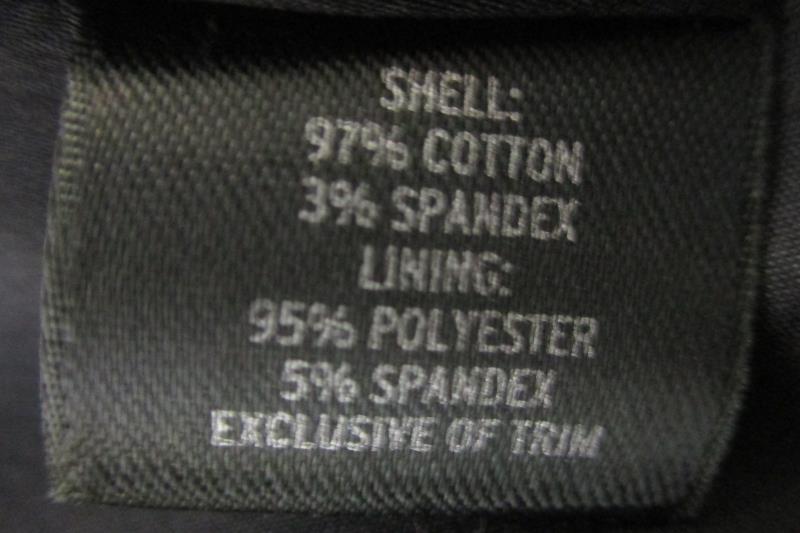 SHELL:
97% COTTON
3% SPANDEX
LINING:
95% POLYESTER
5% SPANDEX
EXCLUSIVE OF TRIM